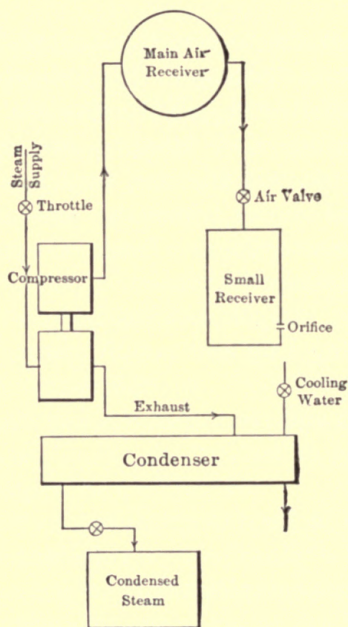 Main Air
Receiver
Steam
Supply
Throttle
Air Valve
Compressor
Small
Receiver
Orifice
Cooling
Water
Exhaust
Condenser
Condensed
Steam